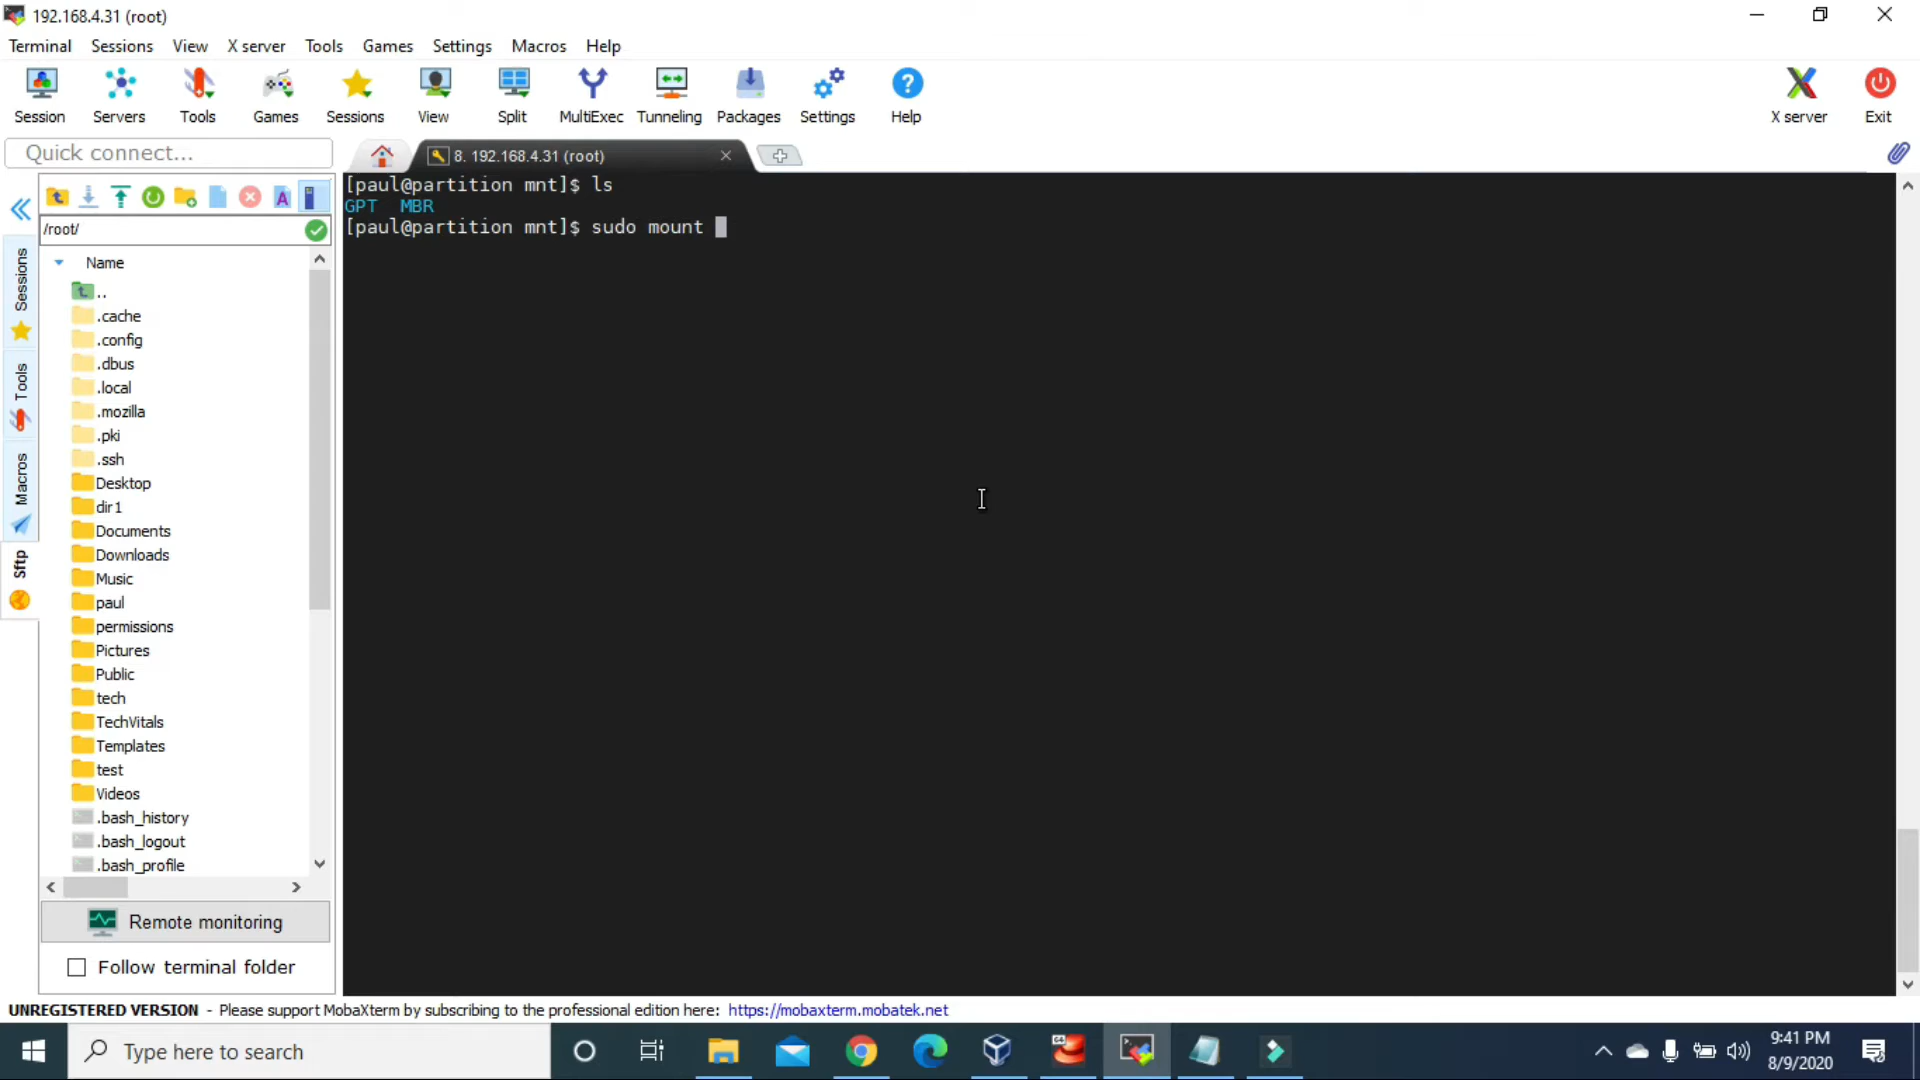 192.168.4.31 (root)
Terminal Sessions View X server Tools Games Settings Macros Help
Session Servers Tools Games Sessions View Split MultiExec Tunneling Packages Settings Help X server Exit
Quick connect...
8. 192.168.4.31 (root)
/root/
Name
..
.cache
.config
.dbus
.local
.mozilla
.pki
.ssh
Desktop
dir1
Documents
Downloads
Music
paul
permissions
Pictures
Public
tech
TechVitals
Templates
test
Videos
.bash_history
.bash_logout
.bash_profile
Sessions
Tools
Macros
Sftp
Remote monitoring
Follow terminal folder
[paul@partition mnt]$ ls
GPT MBR
[paul@partition mnt]$ sudo mount
UNREGISTERED VERSION - Please support MobaXterm by subscribing to the professional edition here: https://mobaxterm.mobatek.net
Type here to search
9:41 PM
8/9/2020